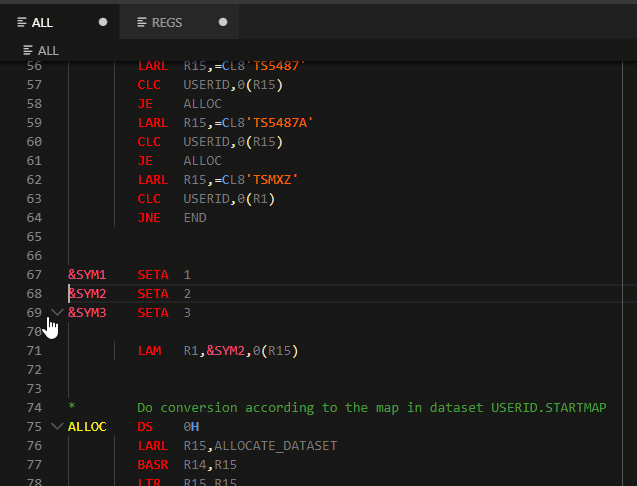 ALL REGS
ALL
56 LARL R15,=CL8'TS5487'
57 CLC USERID,0(R15)
58 JE ALLOC
59 LARL R15,=CL8'TS5487A'
60 CLC USERID,0(R15)
61 JE ALLOC
62 LARL R15,=CL8'TSMXZ'
63 CLC USERID,0(R1)
64 JNE END
65
66
67 &SYM1 SETA 1
68 &SYM2 SETA 2
69 &SYM3 SETA 3
70
71 LAM R1,&SYM2,0(R15)
72
73
74 * Do conversion according to the map in dataset USERID.STARTMAP
75 ALLOC DS 0H
76 LARL R15,ALLOCATE_DATASET
77 BASR R14,R15
78 LTR R15,R15